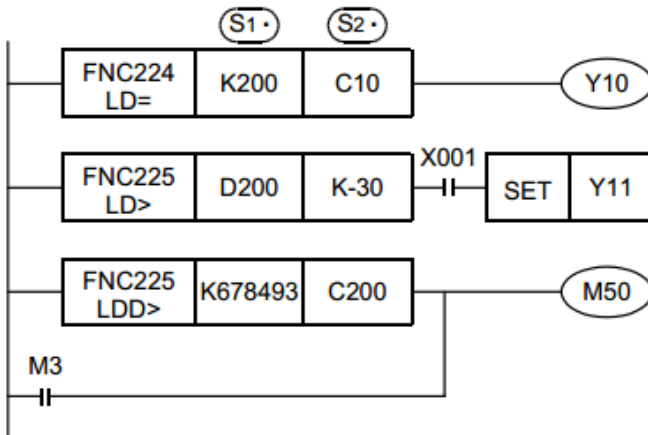 S1· S2·
FNC224 K200 C10 Y10
LD=
X001
FNC225 D200 K-30 SET Y11
LD>
FNC225 K678493 C200 M50
LDD>
M3